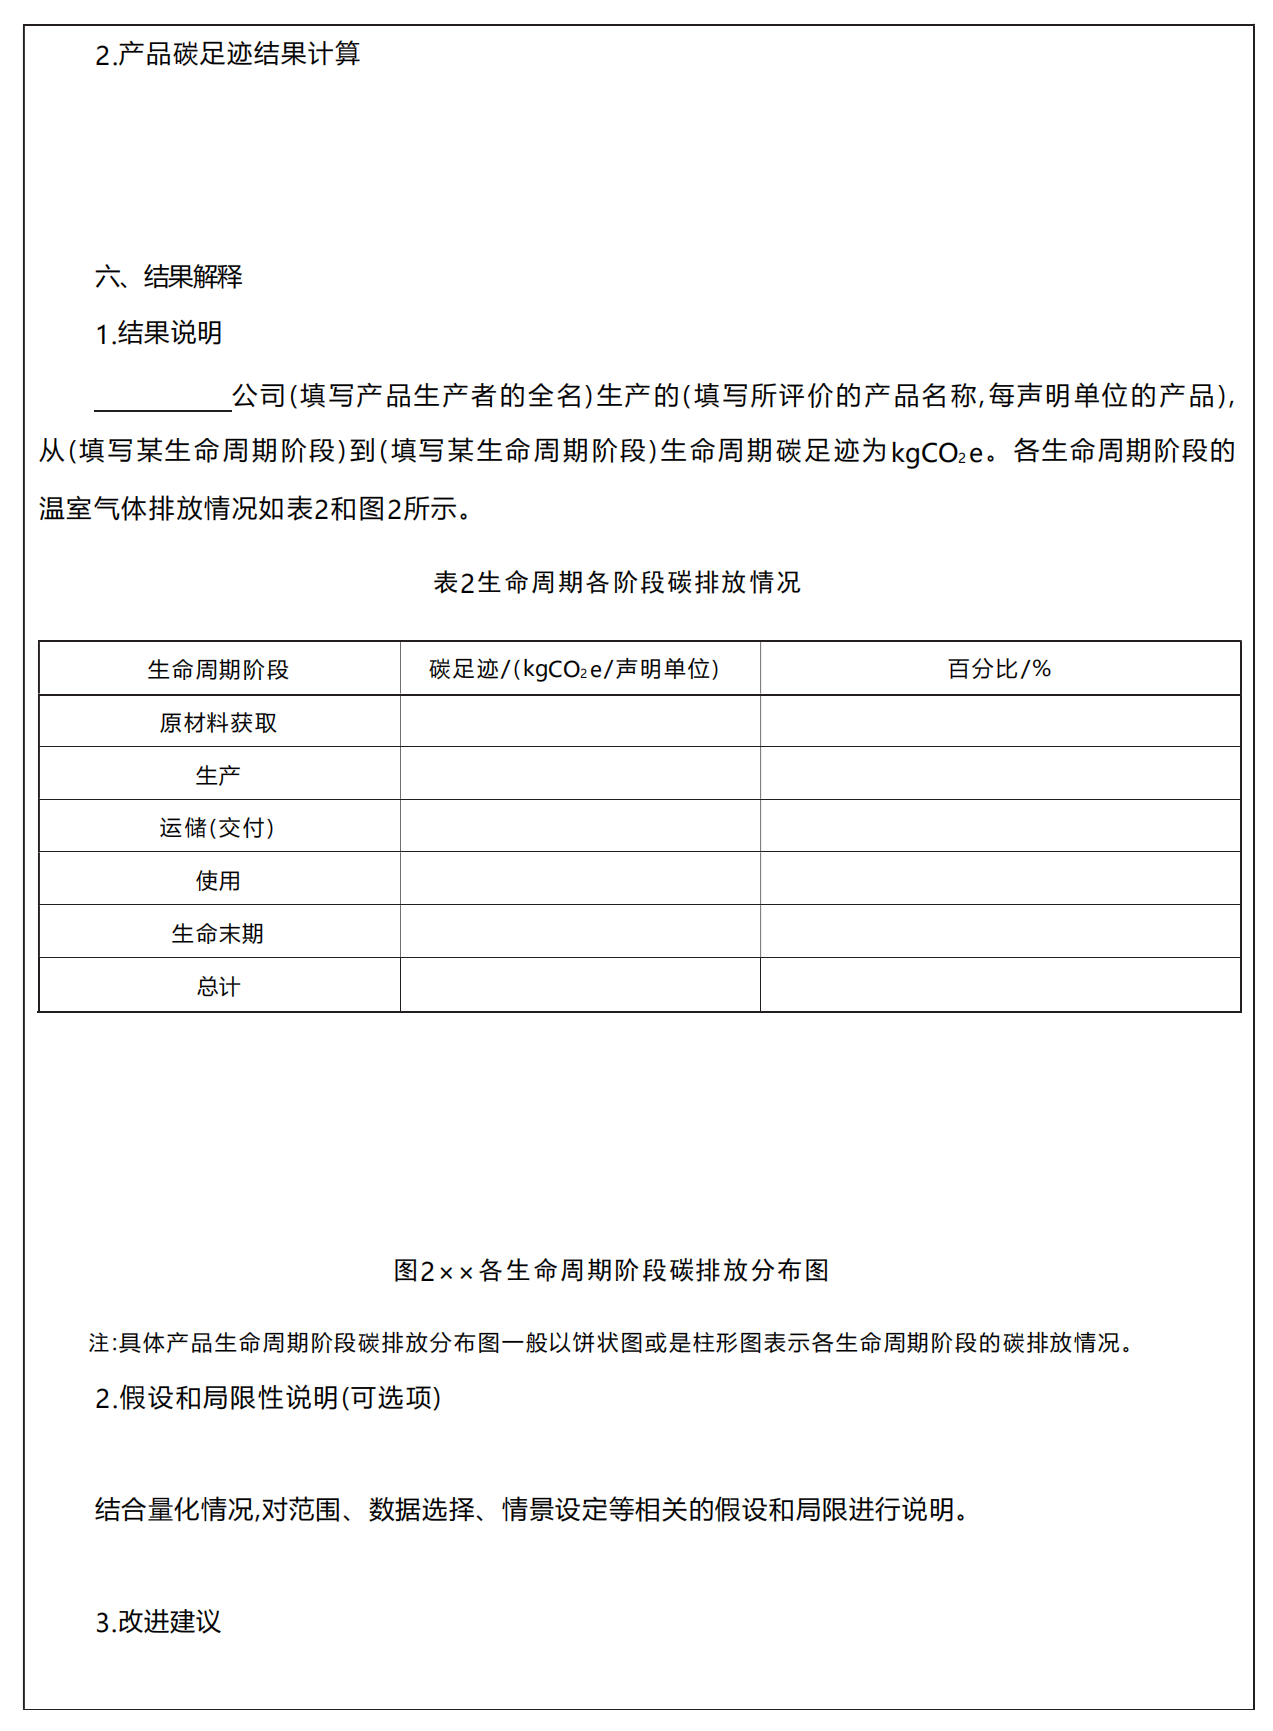 2.产品碳足迹结果计算
六、结果解释
1.结果说明
__________公司(填写产品生产者的全名)生产的(填写所评价的产品名称,每声明单位的产品),
从(填写某生命周期阶段)到(填写某生命周期阶段)生命周期碳足迹为kgCO₂e。各生命周期阶段的
温室气体排放情况如表2和图2所示。
表2生命周期各阶段碳排放情况
生命周期阶段 碳足迹/(kgCO₂e/声明单位) 百分比/%
原材料获取
生产
运储(交付)
使用
生命末期
总计
图2××各生命周期阶段碳排放分布图
注:具体产品生命周期阶段碳排放分布图一般以饼状图或是柱形图表示各生命周期阶段的碳排放情况。
2.假设和局限性说明(可选项)
结合量化情况,对范围、数据选择、情景设定等相关的假设和局限进行说明。
3.改进建议